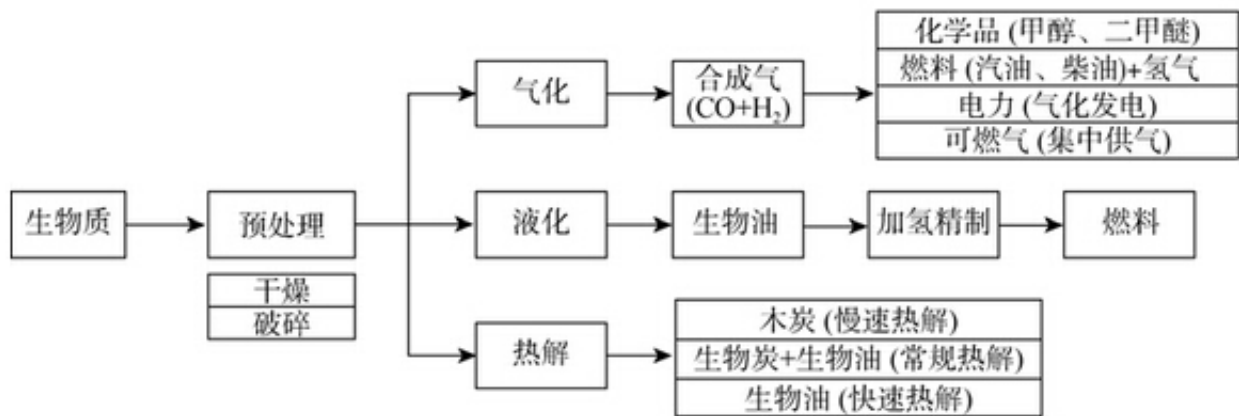 化学品 (甲醇、二甲醚)
燃料 (汽油、柴油)+氢气
电力 (气化发电)
可燃气 (集中供气)
气化
合成气
(CO+H₂)
生物质
预处理
干燥
破碎
液化
生物油
加氢精制
燃料
热解
木炭 (慢速热解)
生物炭+生物油 (常规热解)
生物油 (快速热解)